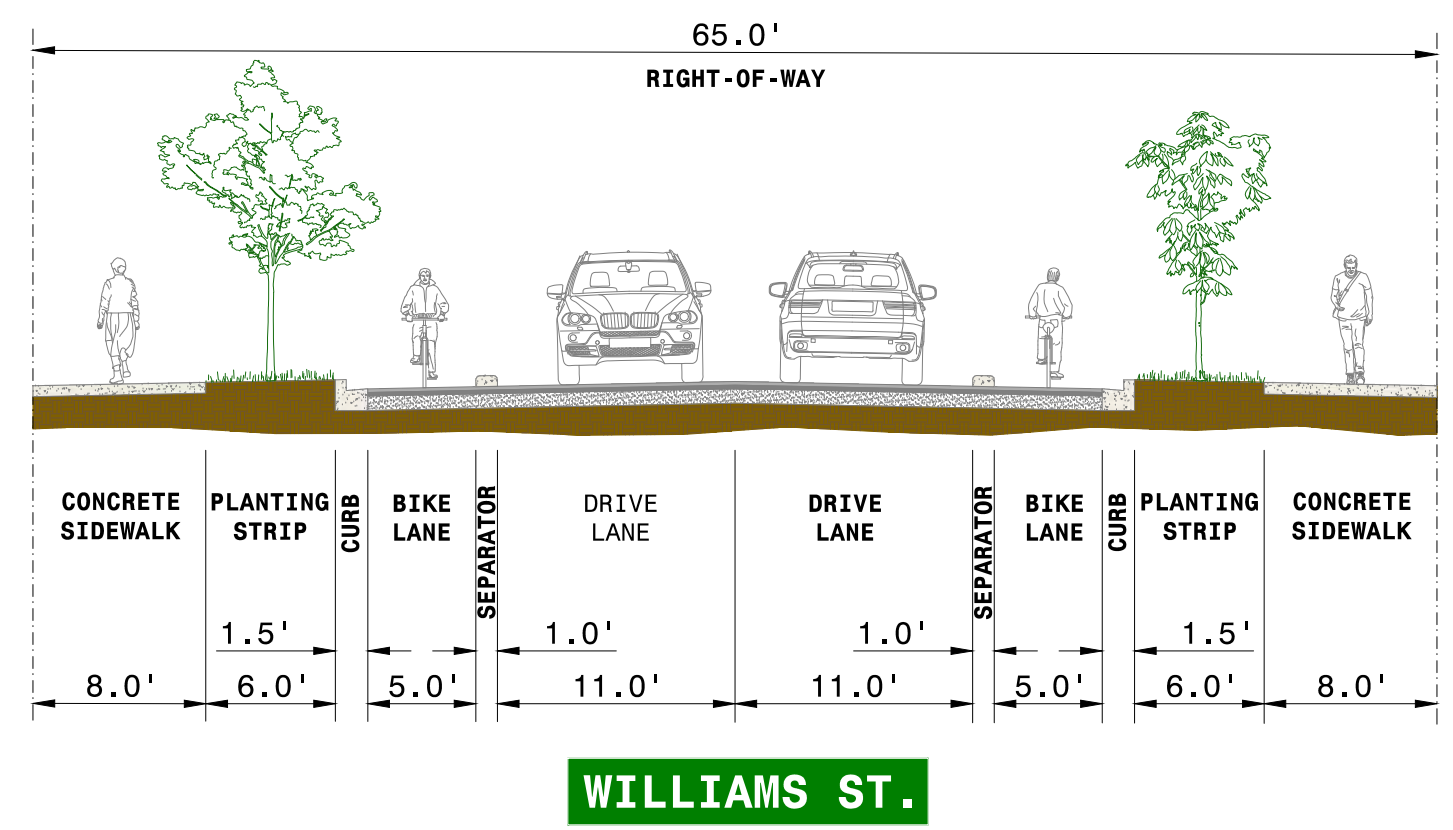 65.0'
RIGHT-OF-WAY
CONCRETE
SIDEWALK
PLANTING
STRIP
CURB
BIKE
LANE
SEPARATOR
DRIVE
LANE
DRIVE
LANE
SEPARATOR
BIKE
LANE
CURB
PLANTING
STRIP
CONCRETE
SIDEWALK
1.5'
1.0'
1.0'
1.5'
8.0'
6.0'
5.0'
11.0'
11.0'
5.0'
6.0'
8.0'
WILLIAMS ST.